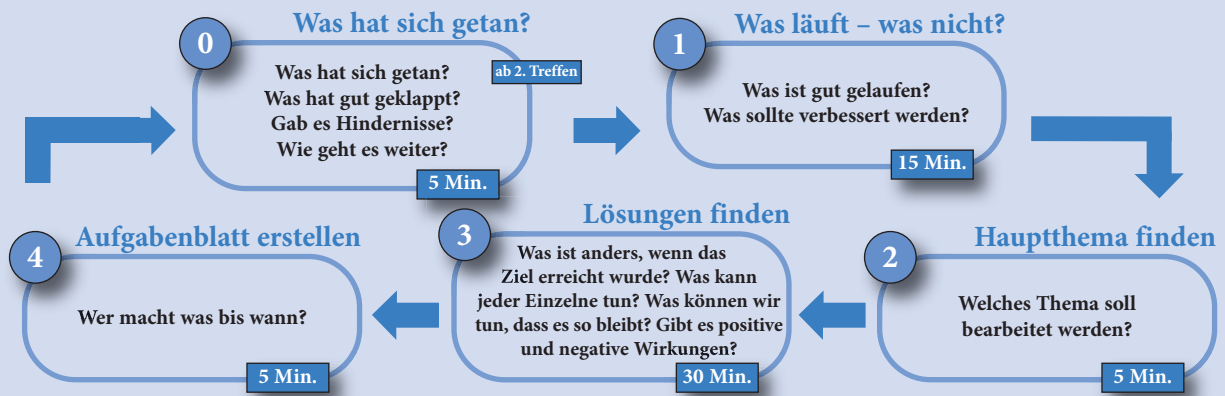 Was hat sich getan?
0
Was hat sich getan?
Was hat gut geklappt?
Gab es Hindernisse?
Wie geht es weiter?
ab 2. Treffen
5 Min.
Was läuft – was nicht?
1
Was ist gut gelaufen?
Was sollte verbessert werden?
15 Min.
Hauptthema finden
2
Welches Thema soll
bearbeitet werden?
5 Min.
Lösungen finden
3
Was ist anders, wenn das
Ziel erreicht wurde? Was kann
jeder Einzelne tun? Was können wir
tun, dass es so bleibt? Gibt es positive
und negative Wirkungen?
30 Min.
Aufgabenblatt erstellen
4
Wer macht was bis wann?
5 Min.